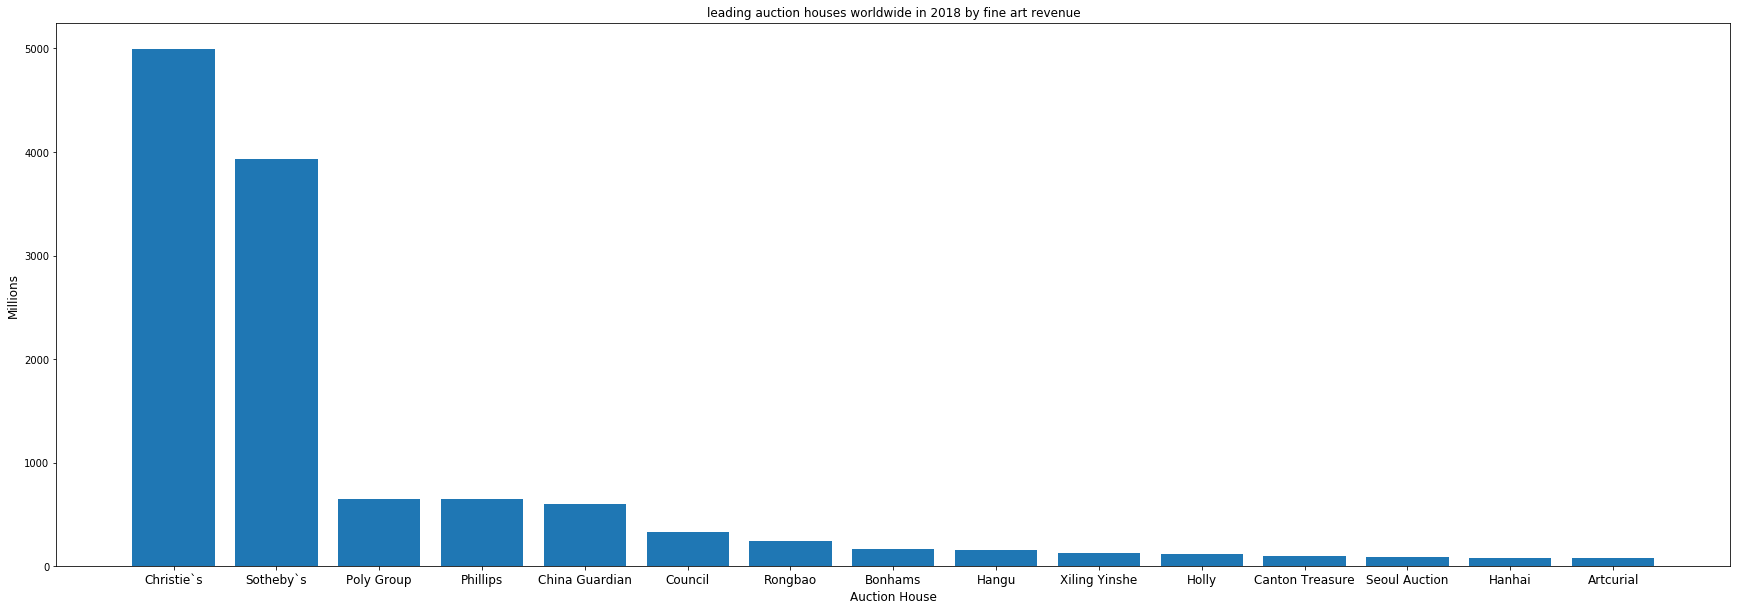 leading auction houses worldwide in 2018 by fine art revenue
5000
4000
3000
2000
1000
0
Millions
Christie`s Sotheby`s Poly Group Phillips China Guardian Council Rongbao Bonhams Hangu Xiling Yinshe Holly Canton Treasure Seoul Auction Hanhai Artcurial
Auction House